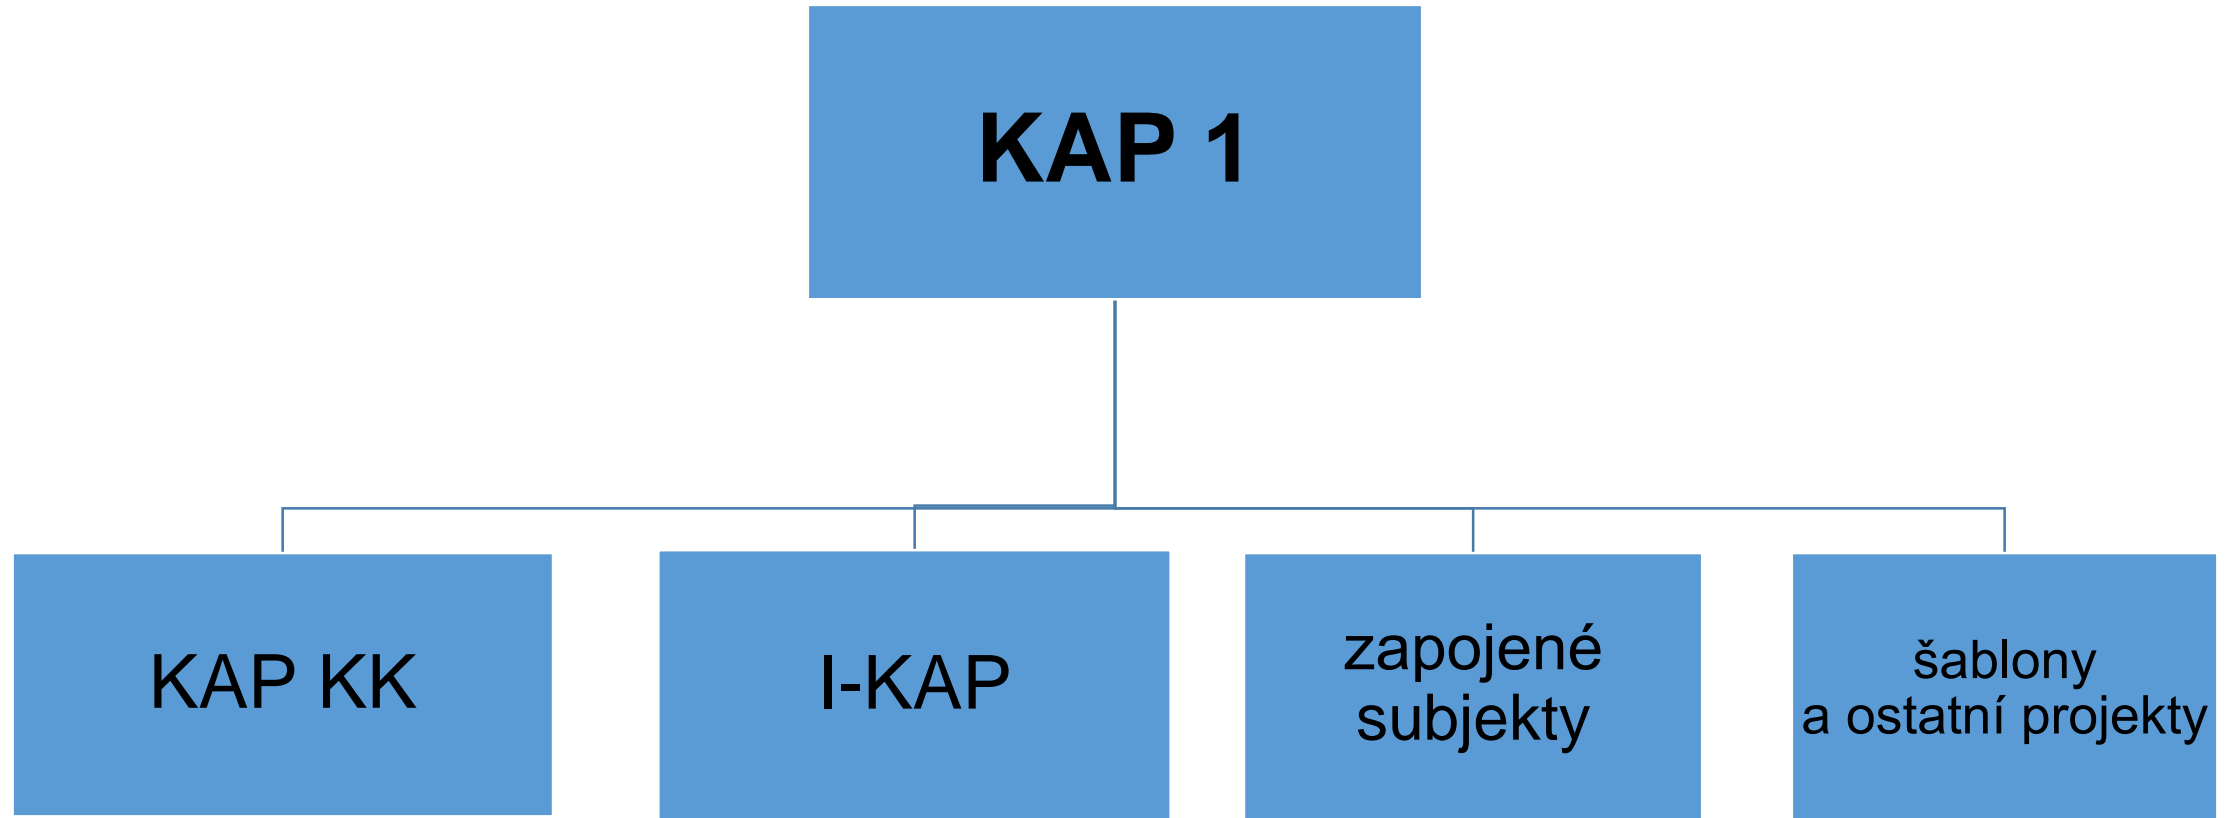 KAP 1
KAP KK
I-KAP
zapojené
subjekty
šablony
a ostatní projekty